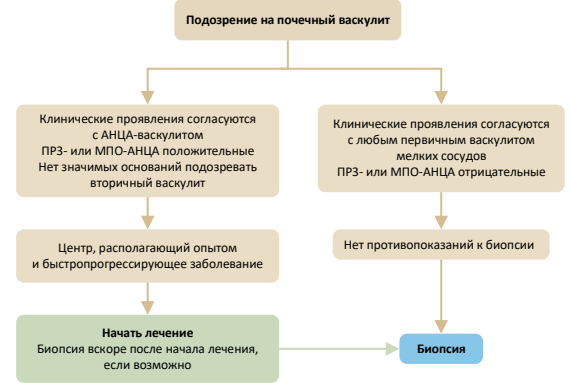 Подозрение на почечный васкулит
Клинические проявления согласуются
с АНЦА-васкулитом
ПР3- или МПО-АНЦА положительные
Нет значимых оснований подозревать
вторичный васкулит
Клинические проявления согласуются
с любым первичным васкулитом
мелких сосудов
ПР3- или МПО-АНЦА отрицательные
Центр, располагающий опытом
и быстропрогрессирующее заболевание
Нет противопоказаний к биопсии
Начать лечение
Биопсия вскоре после начала лечения,
если возможно
Биопсия